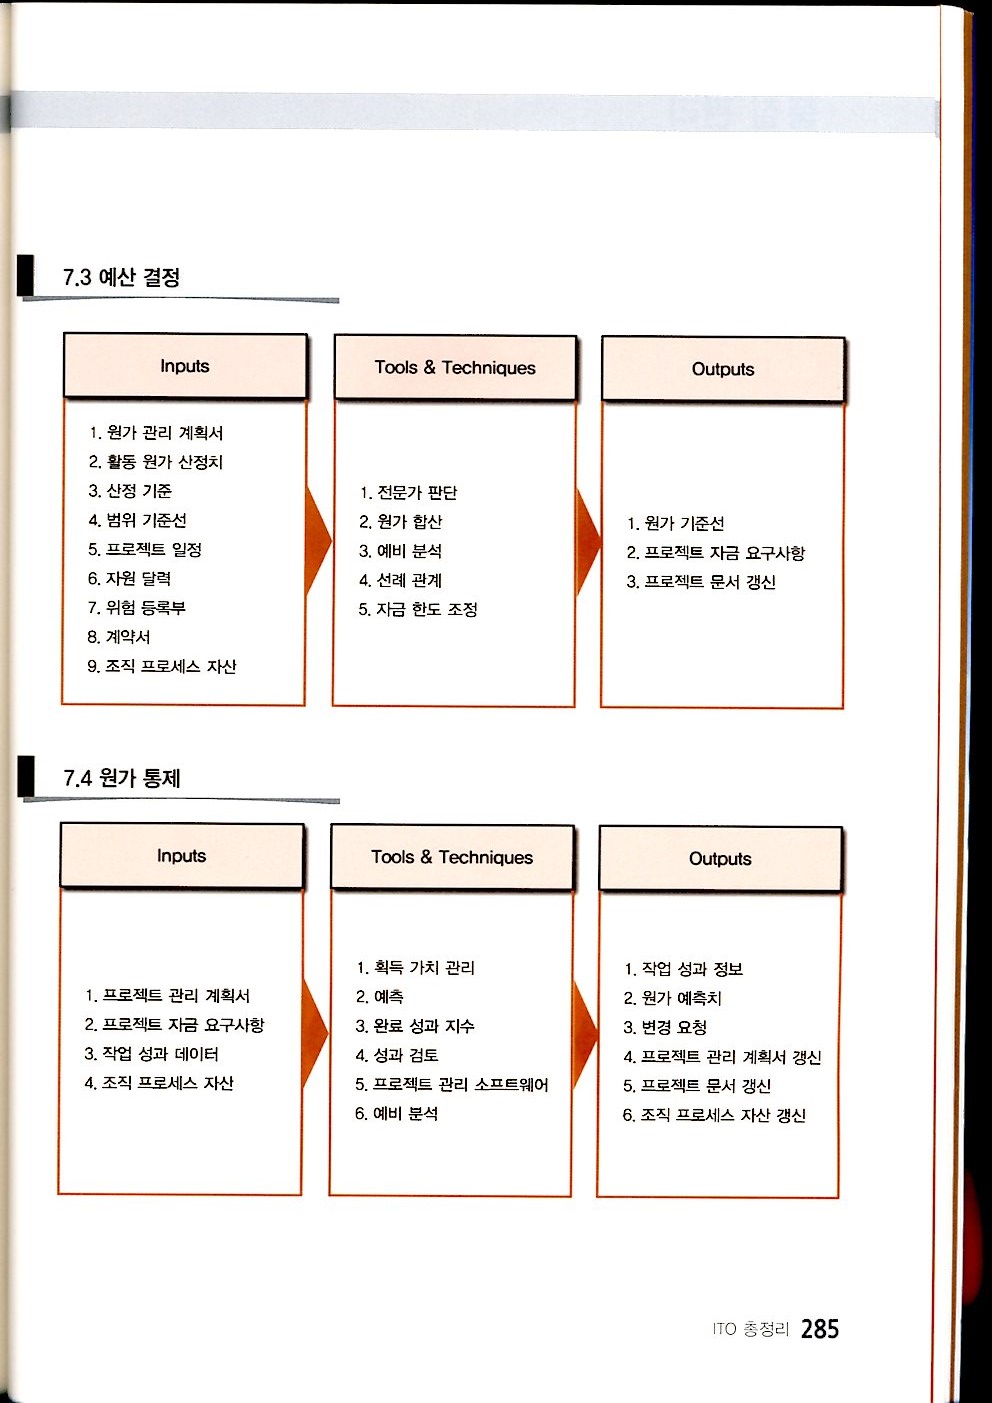 7.3 예산 결정
Inputs
1. 원가 관리 계획서
2. 활동 원가 산정치
3. 산정 기준
4. 범위 기준선
5. 프로젝트 일정
6. 자원 달력
7. 위험 등록부
8. 계약서
9. 조직 프로세스 자산
Tools & Techniques
1. 전문가 판단
2. 원가 합산
3. 예비 분석
4. 선례 관계
5. 자금 한도 조정
Outputs
1. 원가 기준선
2. 프로젝트 자금 요구사항
3. 프로젝트 문서 갱신
7.4 원가 통제
Inputs
1. 프로젝트 관리 계획서
2. 프로젝트 자금 요구사항
3. 작업 성과 데이터
4. 조직 프로세스 자산
Tools & Techniques
1. 획득 가치 관리
2. 예측
3. 완료 성과 지수
4. 성과 검토
5. 프로젝트 관리 소프트웨어
6. 예비 분석
Outputs
1. 작업 성과 정보
2. 원가 예측치
3. 변경 요청
4. 프로젝트 관리 계획서 갱신
5. 프로젝트 문서 갱신
6. 조직 프로세스 자산 갱신
ITO 총정리 285